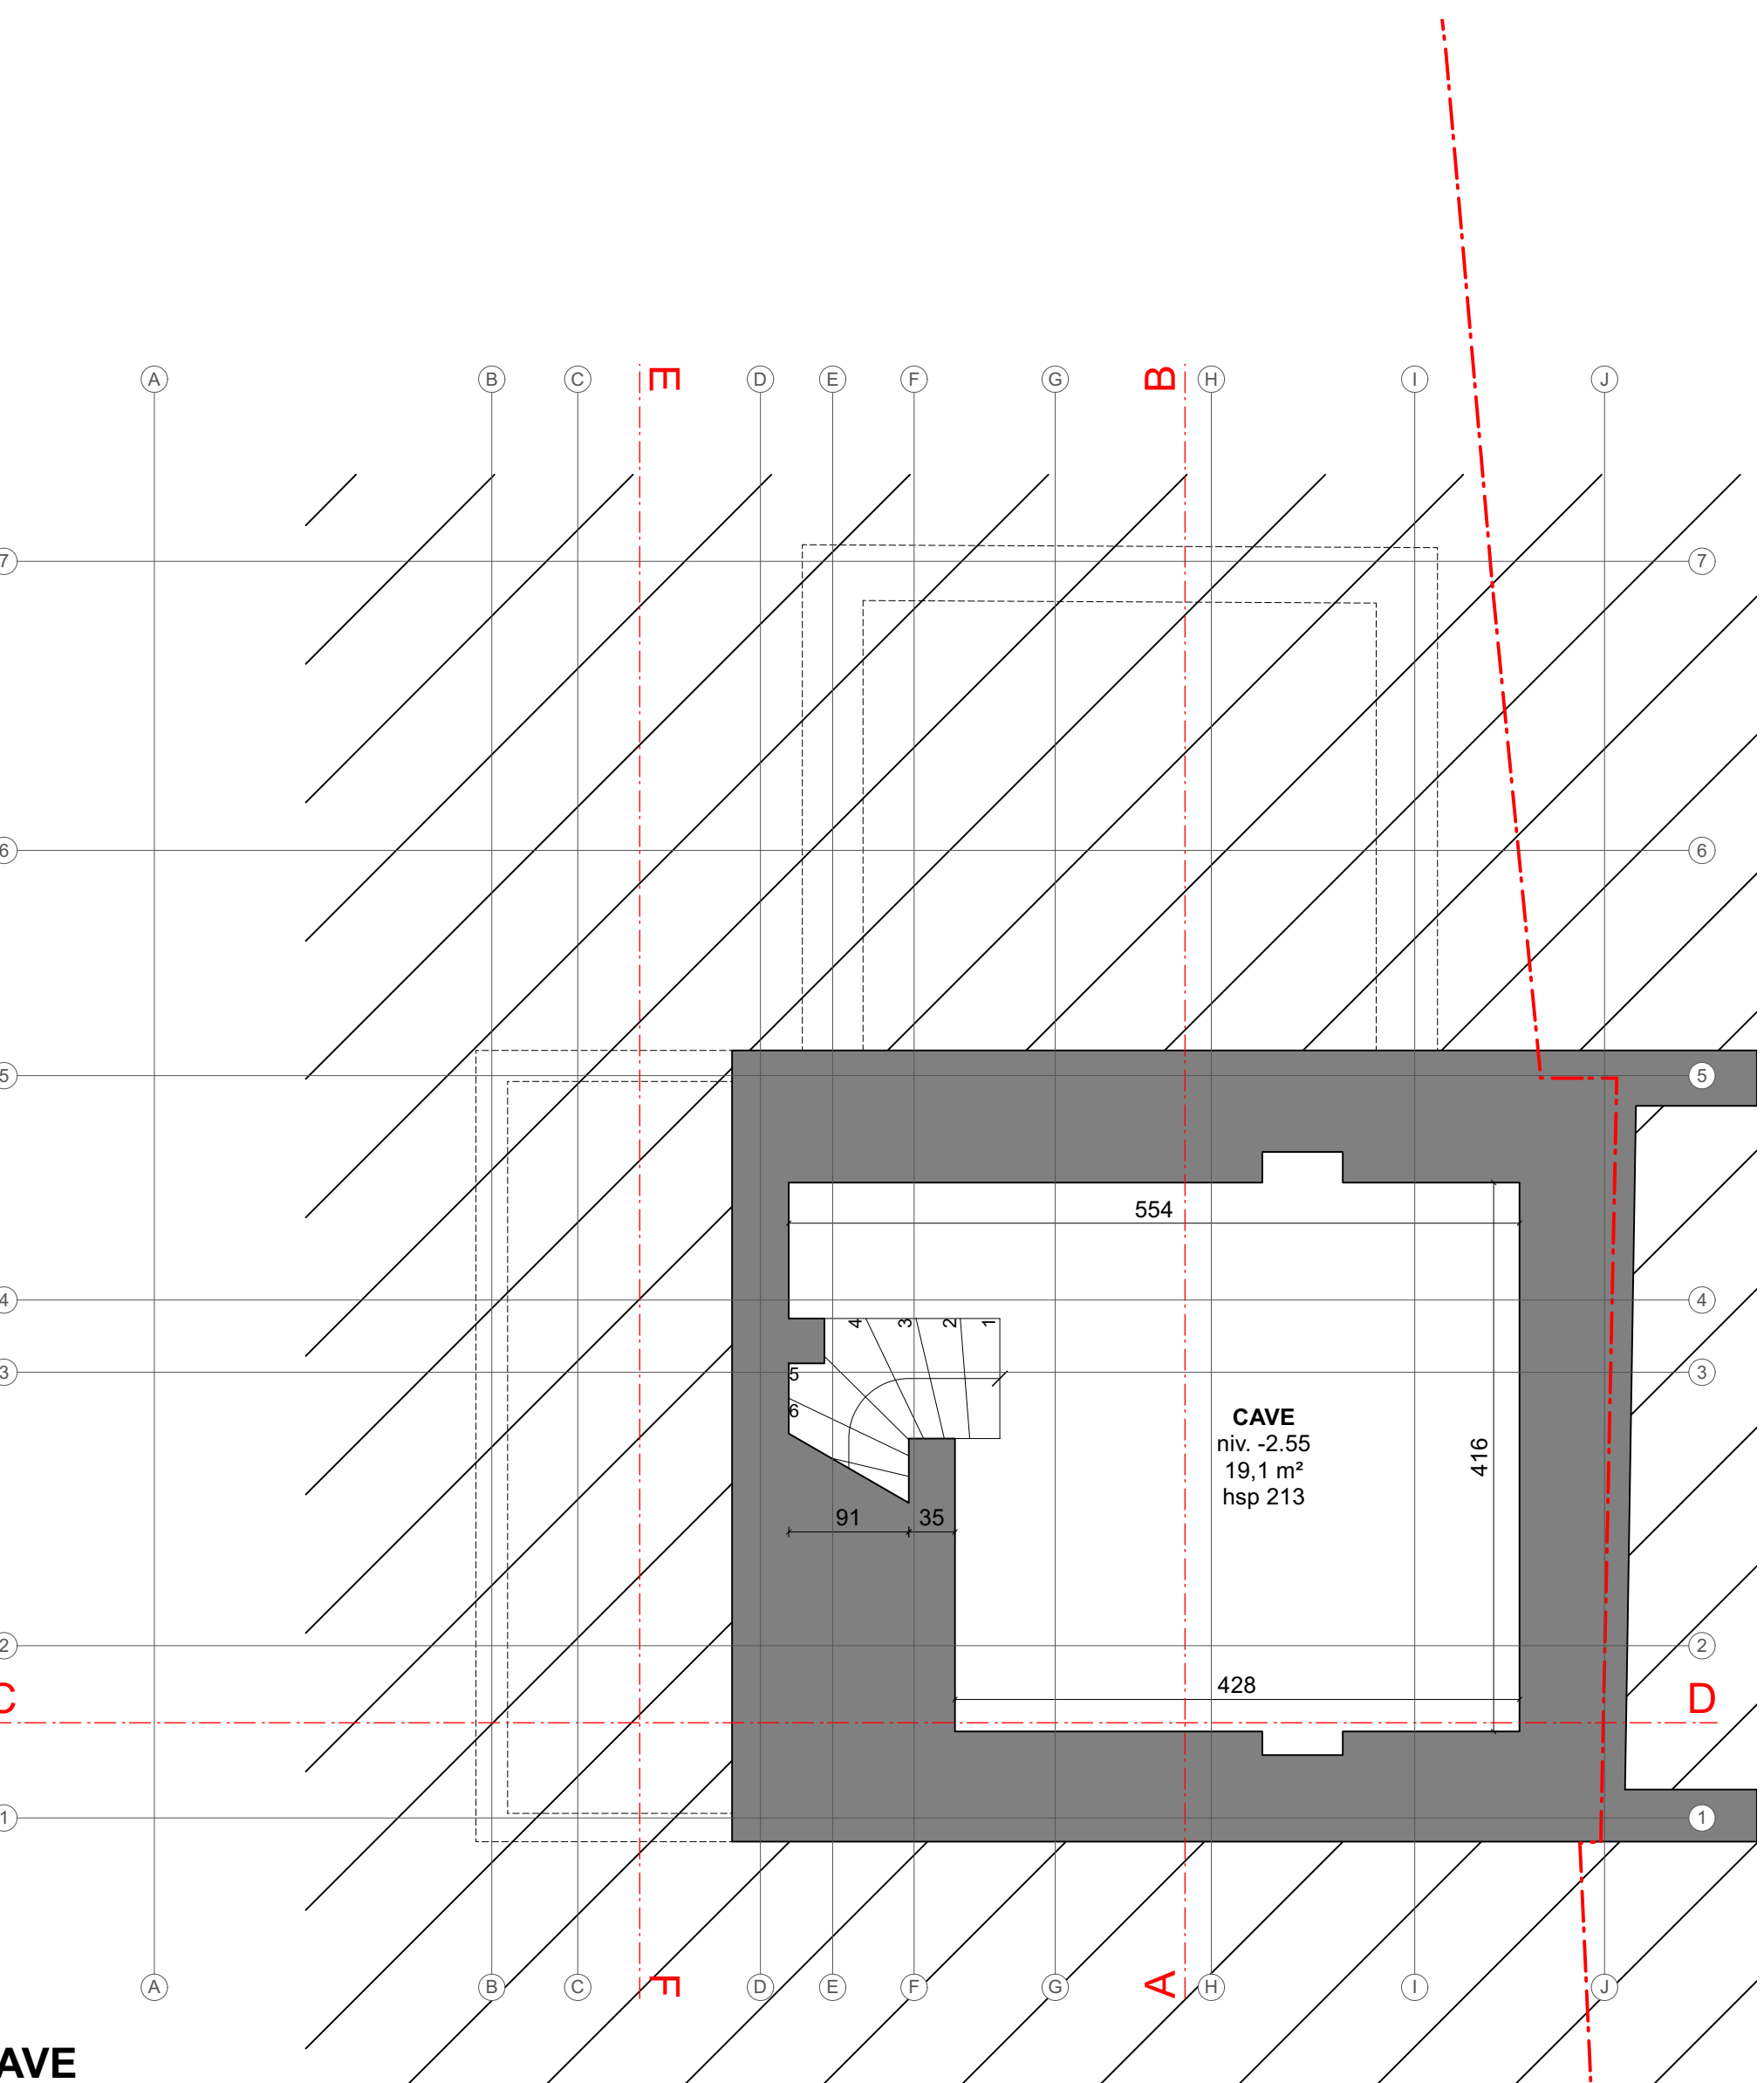 A B C E D E F G B H I J
7 7
6 6
5 5
554
4 4
4 3 2 1
3 3
5
6
CAVE
niv. -2.55
19,1 m²
hsp 213
416
91 35
2 2
428
C D
1 1
A B C F D E F G A H I J
AVE